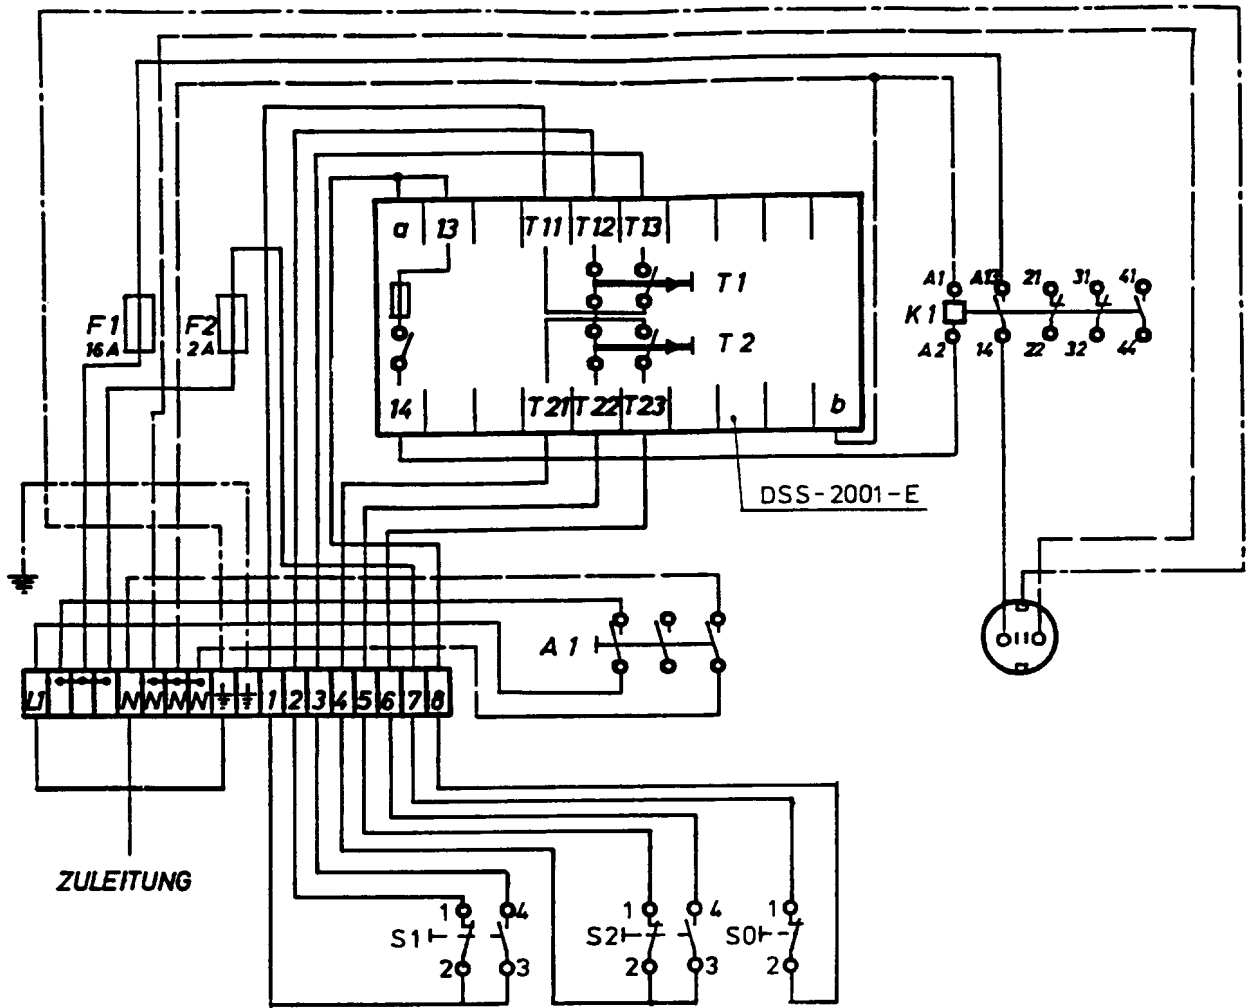 a 13 T11 T12 T13
T1
T2
14 T21 T22 T23 b
DSS-2001-E
F1
16A
F2
2A
A1 A13 21 31 41
K1
A2 14 22 32 44
A1
L1 N N N N 1 2 3 4 5 6 7 8
ZULEITUNG
1 4 1 4 1
S1 S2 S0
2 3 2 3 2